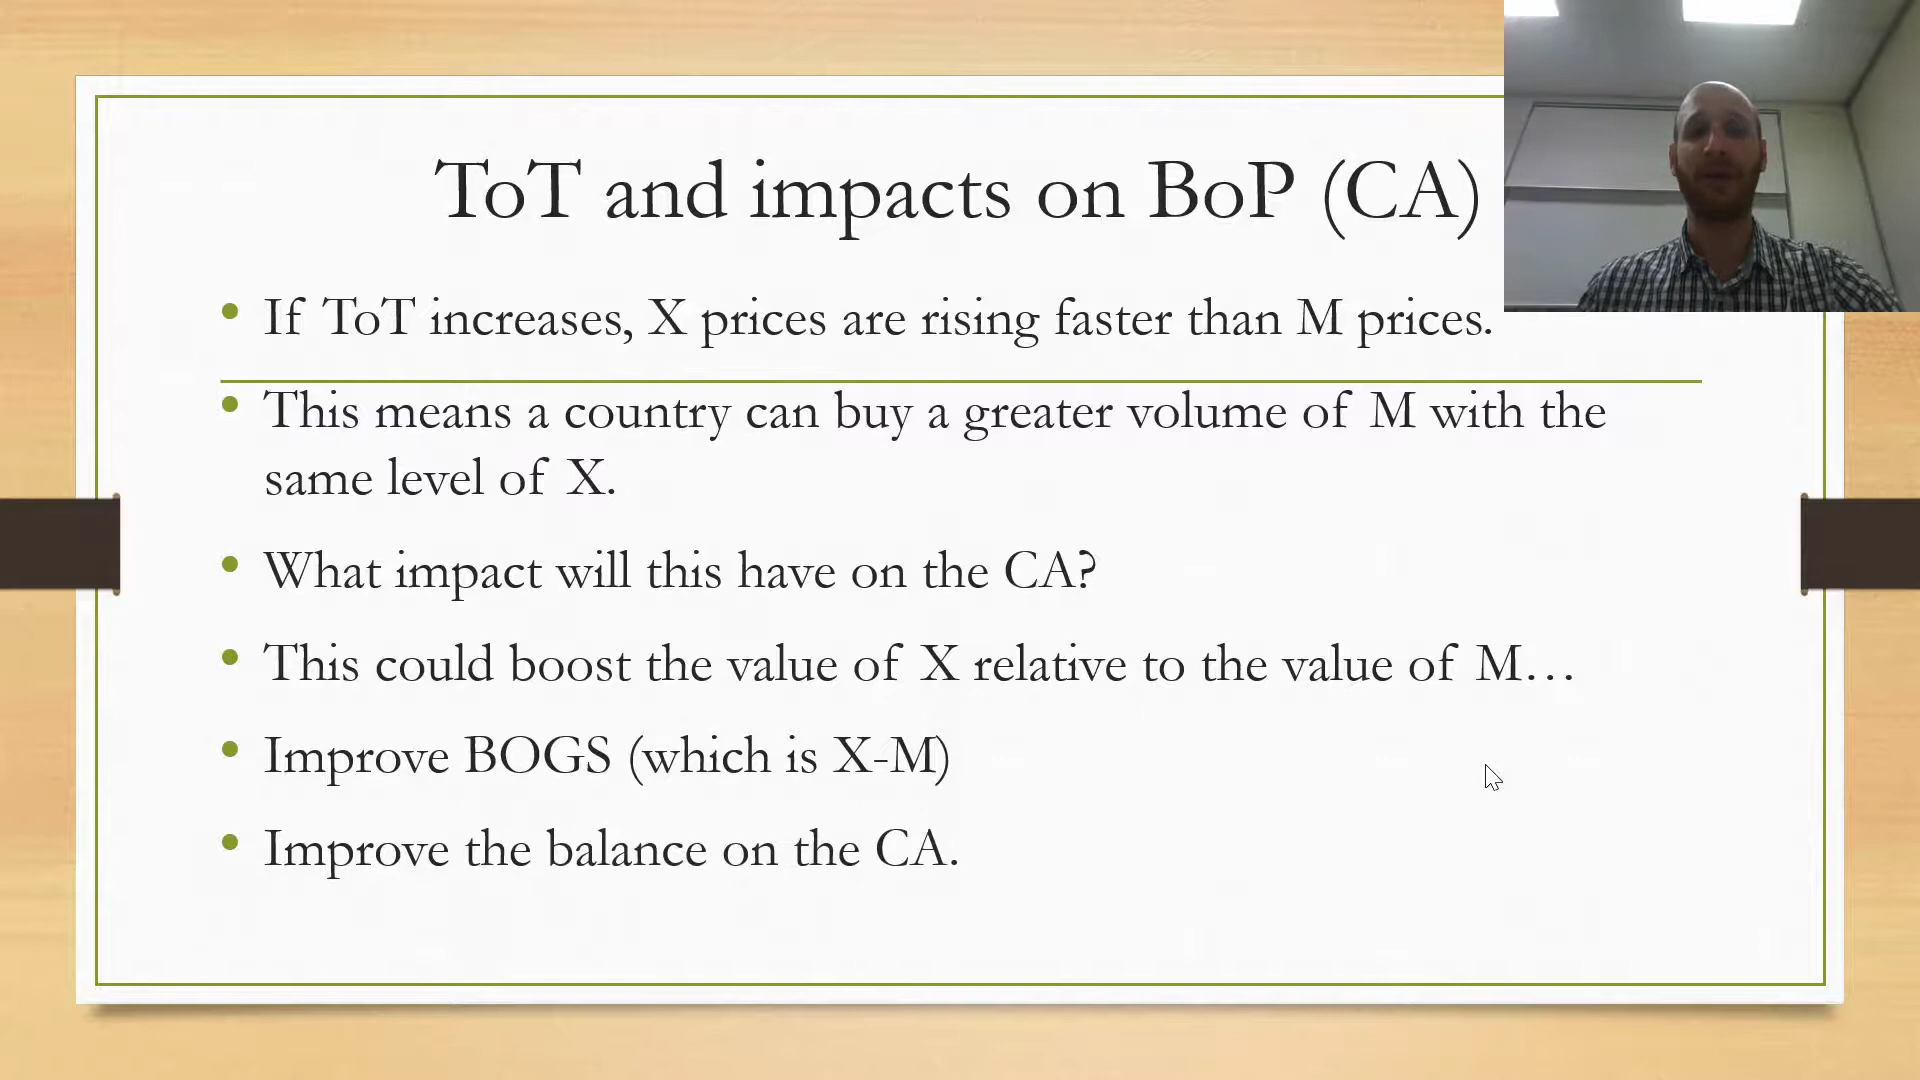 ToT and impacts on BoP (CA)
• If ToT increases, X prices are rising faster than M prices.
• This means a country can buy a greater volume of M with the
same level of X.
• What impact will this have on the CA?
• This could boost the value of X relative to the value of M…
• Improve BOGS (which is X-M)
• Improve the balance on the CA.